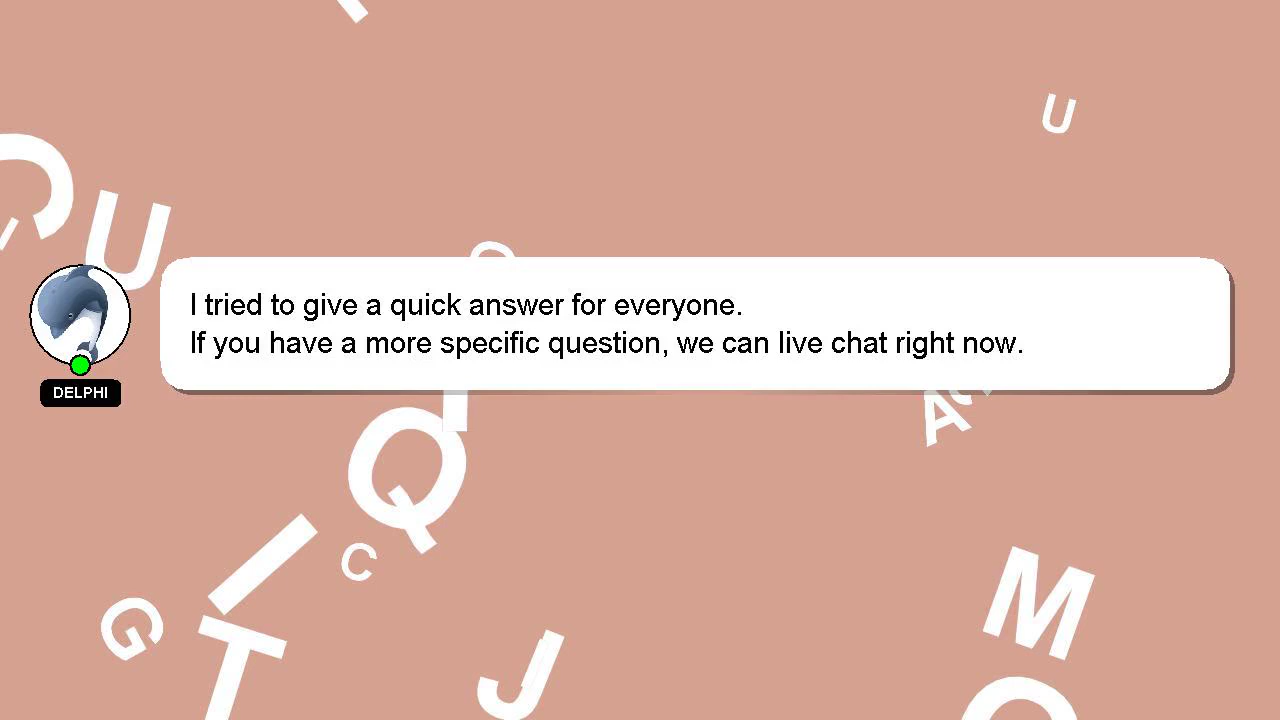 U
U
I tried to give a quick answer for everyone.
If you have a more specific question, we can live chat right now.
DELPHI
A
Q
I
C
G
T
J
M